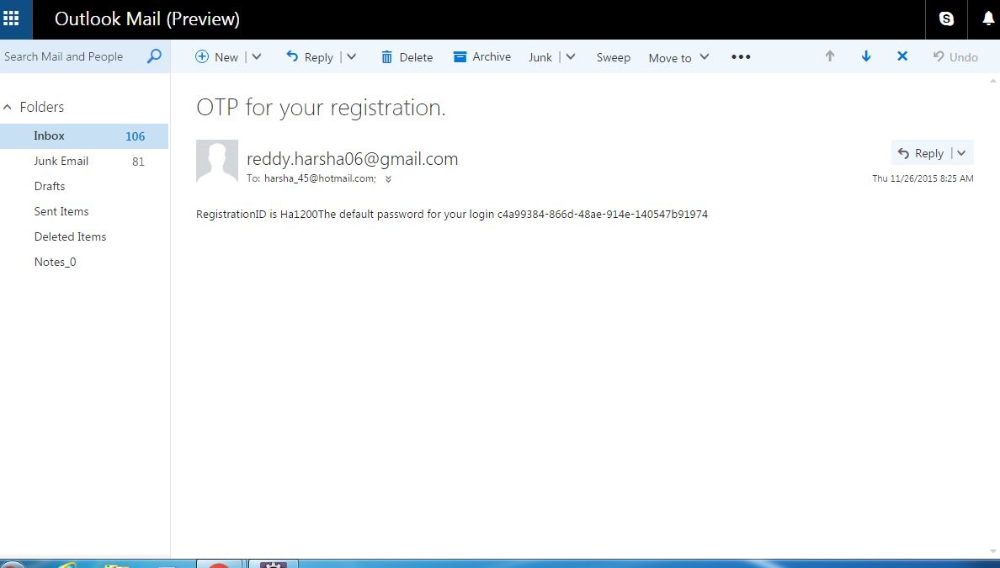 Outlook Mail (Preview)
Search Mail and People
New
Reply
Delete
Archive
Junk
Sweep
Move to
•••
Undo
Folders
Inbox 106
Junk Email 81
Drafts
Sent Items
Deleted Items
Notes_0
OTP for your registration.
reddy.harsha06@gmail.com
To: harsha_45@hotmail.com;
Reply
Thu 11/26/2015 8:25 AM
RegistrationID is Ha1200The default password for your login c4a99384-866d-48ae-914e-140547b91974